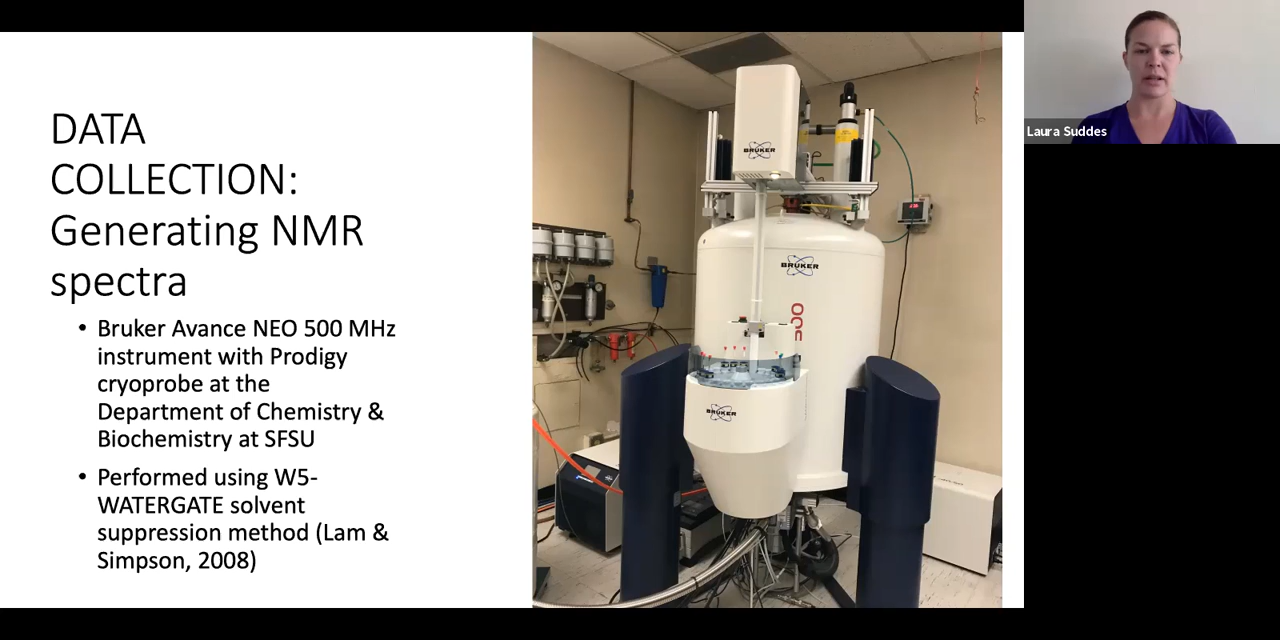 DATA
COLLECTION:
Generating NMR
spectra
• Bruker Avance NEO 500 MHz
instrument with Prodigy
cryoprobe at the
Department of Chemistry &
Biochemistry at SFSU
• Performed using W5-
WATERGATE solvent
suppression method (Lam &
Simpson, 2008)
BRUKER
BRUKER
500
BRUKER
Laura Suddes